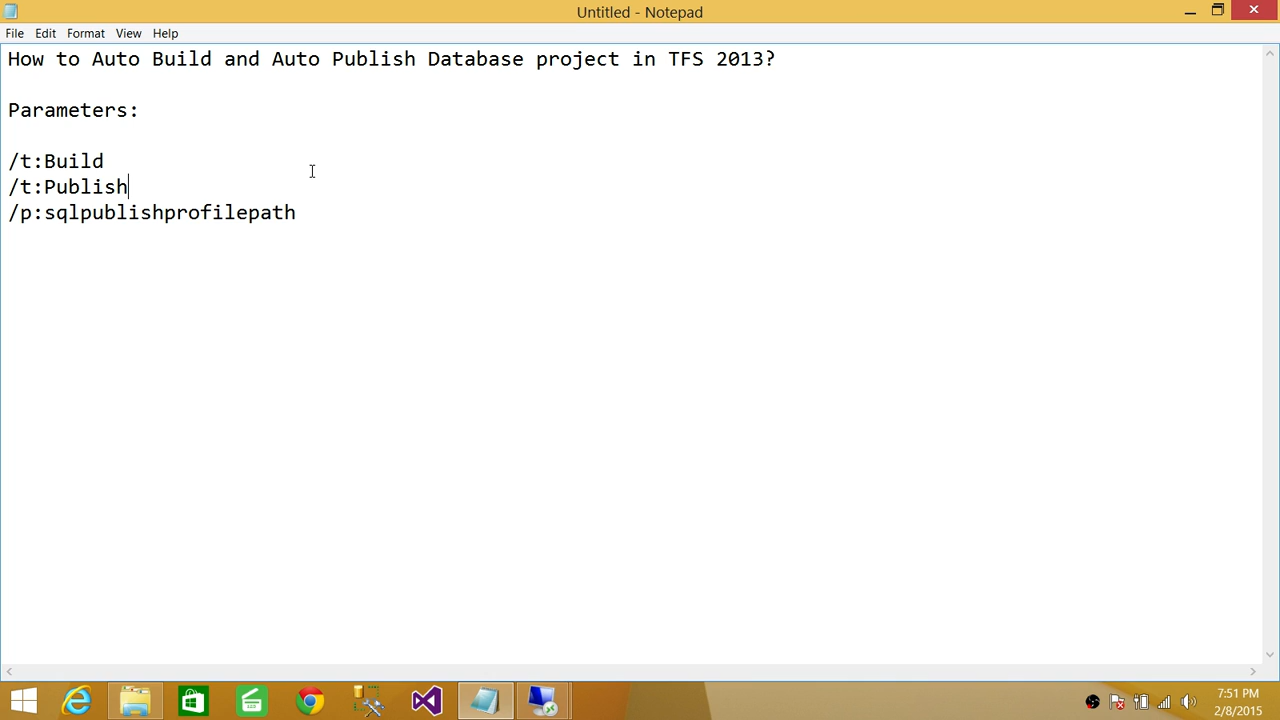 Untitled - Notepad
File Edit Format View Help
How to Auto Build and Auto Publish Database project in TFS 2013?
Parameters:
/t:Build
/t:Publish
/p:sqlpublishprofilepath
7:51 PM
2/8/2015